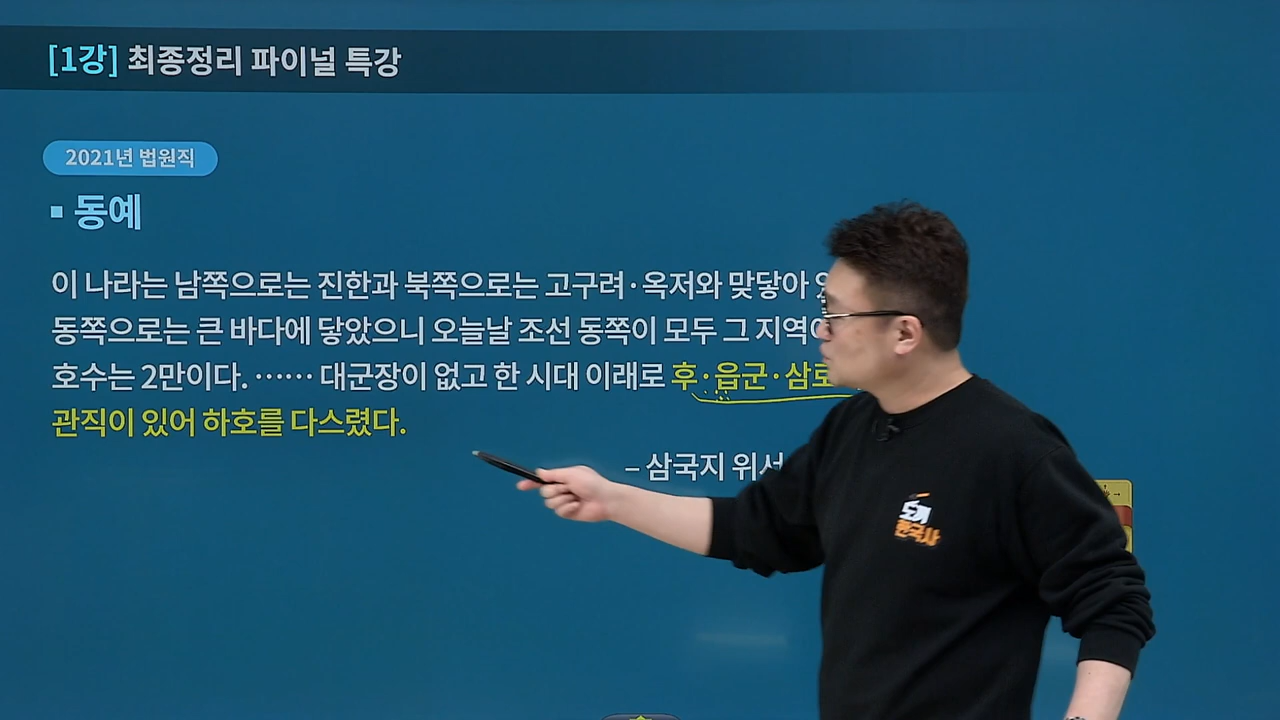 [1강] 최종정리 파이널 특강
2021년 법원직
▪ 동예
이 나라는 남쪽으로는 진한과 북쪽으로는 고구려·옥저와 맞닿아
동쪽으로는 큰 바다에 닿았으니 오늘날 조선 동쪽이 모두 그
호수는 2만이다. …… 대군장이 없고 한 시대 이래로 후·읍군·삼로
관직이 있어 하호를 다스렸다.
– 삼국지 위서
한국사